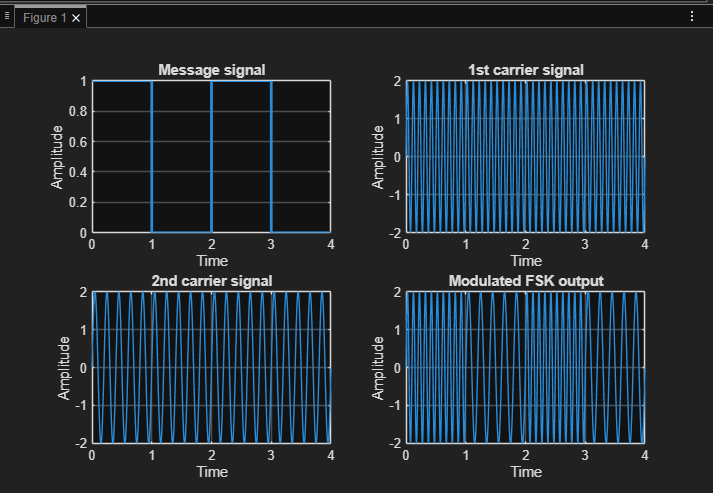 Figure 1
Message signal
1
0.8
0.6
0.4
0.2
0
Amplitude
0 1 2 3 4
Time
1st carrier signal
2
1
0
-1
-2
Amplitude
0 1 2 3 4
Time
2nd carrier signal
2
1
0
-1
-2
Amplitude
0 1 2 3 4
Time
Modulated FSK output
2
1
0
-1
-2
Amplitude
0 1 2 3 4
Time